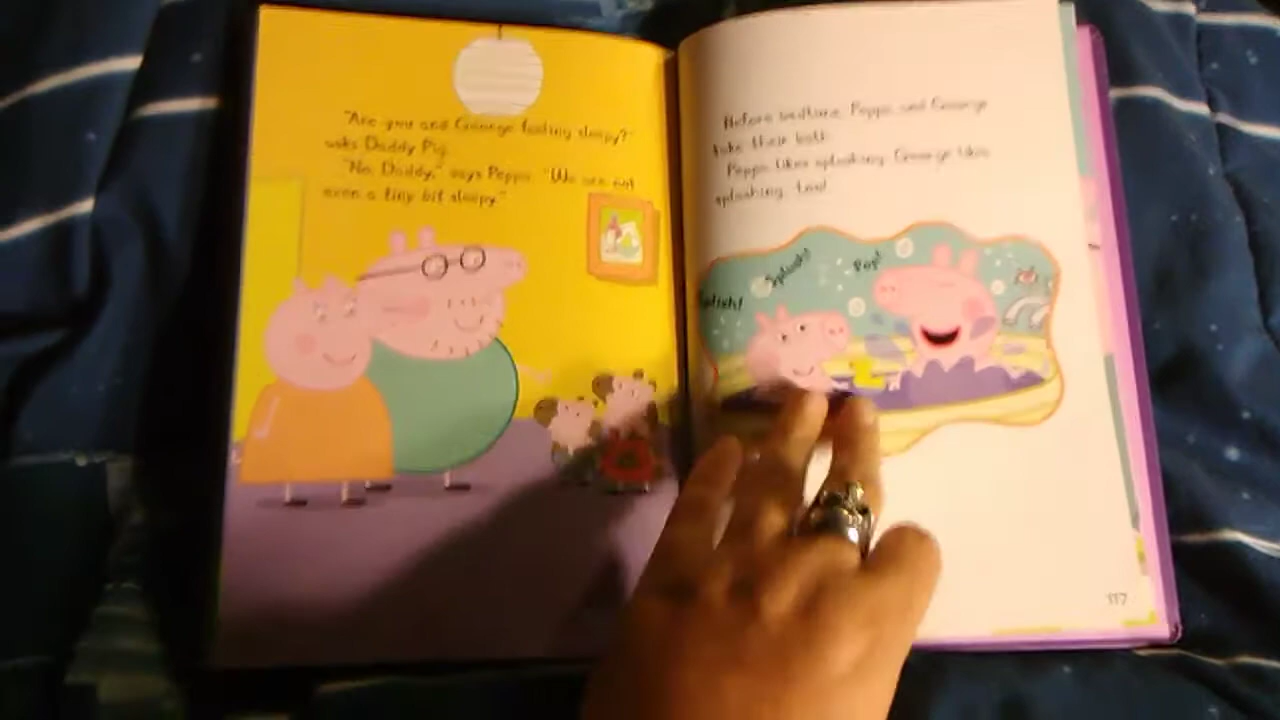 "Are you and George feeling sleepy?"
asks Daddy Pig.
"No, Daddy," says Peppa. "We are not
even a tiny bit sleepy."
Before bedtime, Peppa and George
take their bath.
Peppa likes splashing. George likes
splashing, too!
Splish!
Splash!
Pop!
117